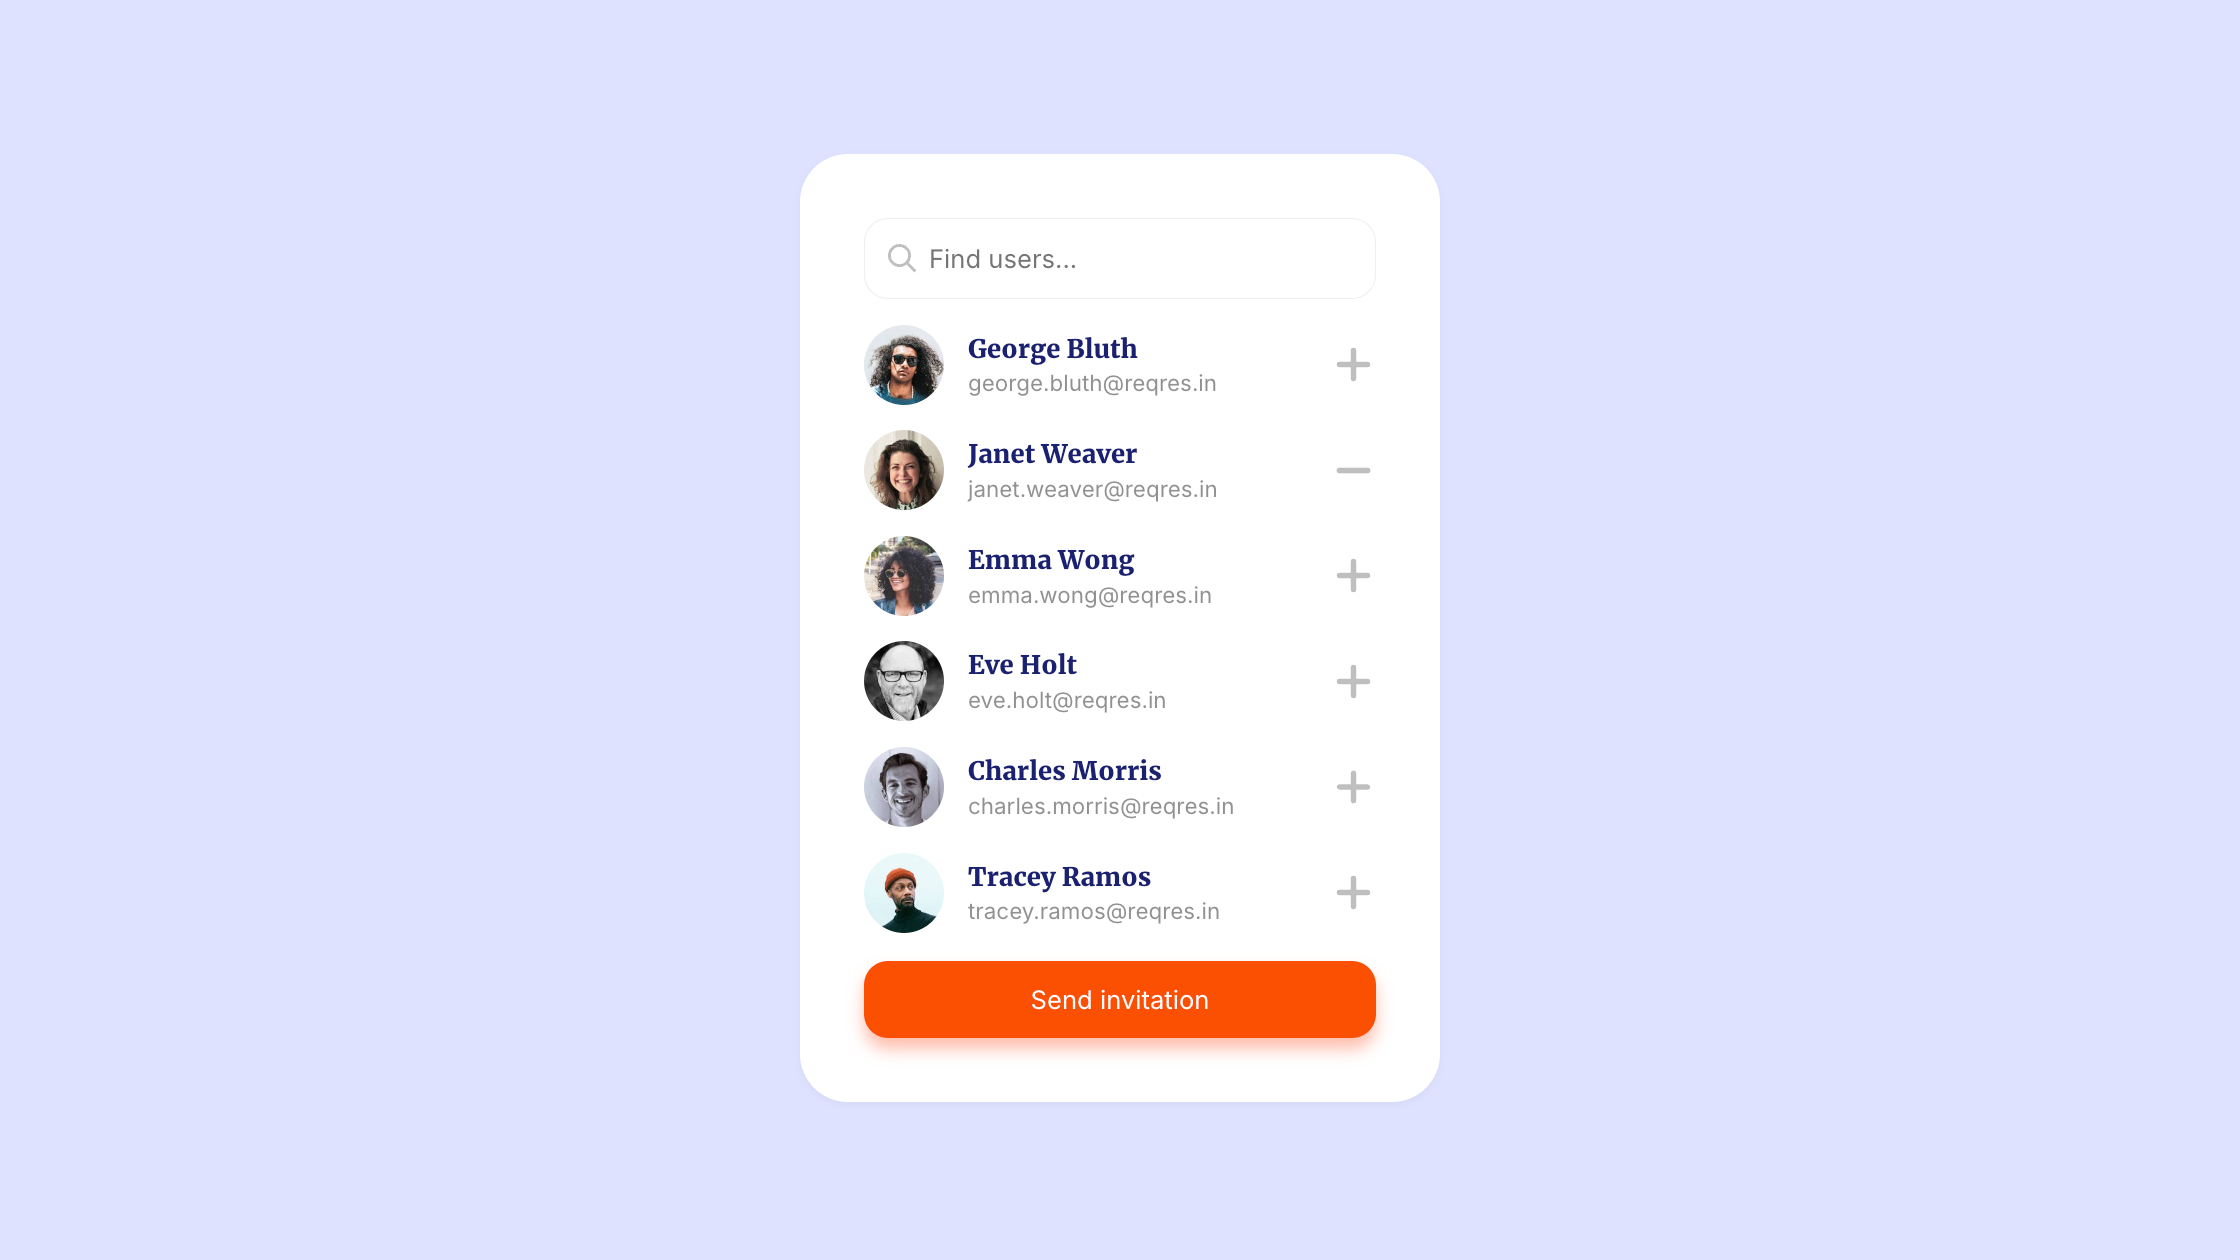 Find users...
George Bluth
george.bluth@reqres.in
Janet Weaver
janet.weaver@reqres.in
Emma Wong
emma.wong@reqres.in
Eve Holt
eve.holt@reqres.in
Charles Morris
charles.morris@reqres.in
Tracey Ramos
tracey.ramos@reqres.in
Send invitation